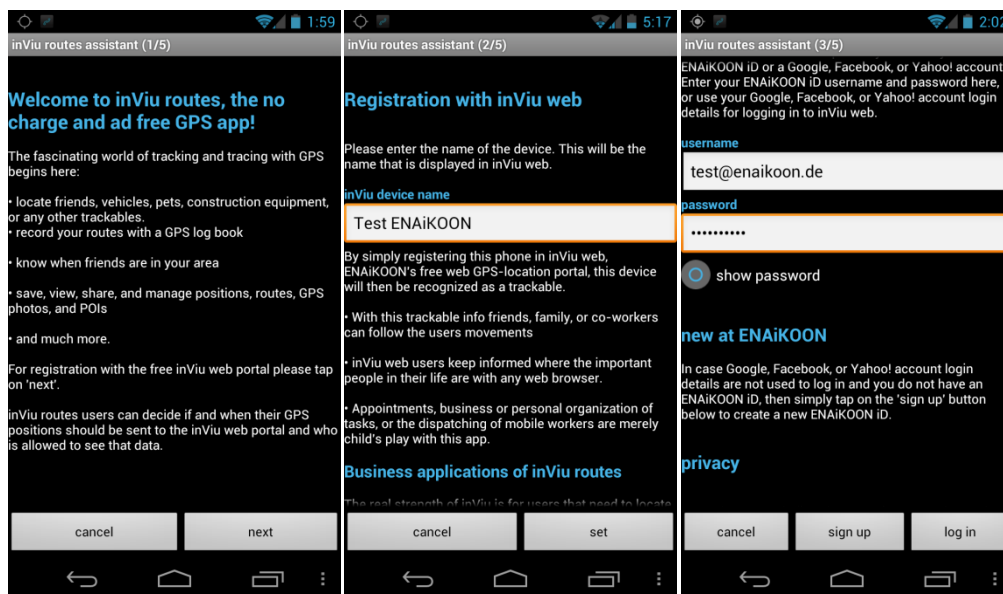 1:59
inViu routes assistant (1/5)
Welcome to inViu routes, the no
charge and ad free GPS app!
The fascinating world of tracking and tracing with GPS
begins here:
• locate friends, vehicles, pets, construction equipment,
or any other trackables.
• record your routes with a GPS log book
• know when friends are in your area
• save, view, share, and manage positions, routes, GPS
photos, and POIs
• and much more.
For registration with the free inViu web portal please tap
on 'next'.
inViu routes users can decide if and when their GPS
positions should be sent to the inViu web portal and who
is allowed to see that data.
cancel
next
5:17
inViu routes assistant (2/5)
Registration with inViu web
Please enter the name of the device. This will be the
name that is displayed in inViu web.
inViu device name
Test ENAiKOON
By simply registering this phone in inViu web,
ENAiKOON's free web GPS-location portal, this device
will then be recognized as a trackable.
• With this trackable info friends, family, or co-workers
can follow the users movements
• inViu web users keep informed where the important
people in their life are with any web browser.
• Appointments, business or personal organization of
tasks, or the dispatching of mobile workers are merely
child's play with this app.
Business applications of inViu routes
The real strength of inViu is for users that need to locate
cancel
set
2:02
inViu routes assistant (3/5)
ENAiKOON iD or a Google, Facebook, or Yahoo! account.
Enter your ENAiKOON iD username and password here,
or use your Google, Facebook, or Yahoo! account login
details for logging in to inViu web.
username
test@enaikoon.de
password
••••••••••
show password
new at ENAiKOON
In case Google, Facebook, or Yahoo! account login
details are not used to log in and you do not have an
ENAiKOON iD, then simply tap on the 'sign up' button
below to create a new ENAiKOON iD.
privacy
cancel
sign up
log in